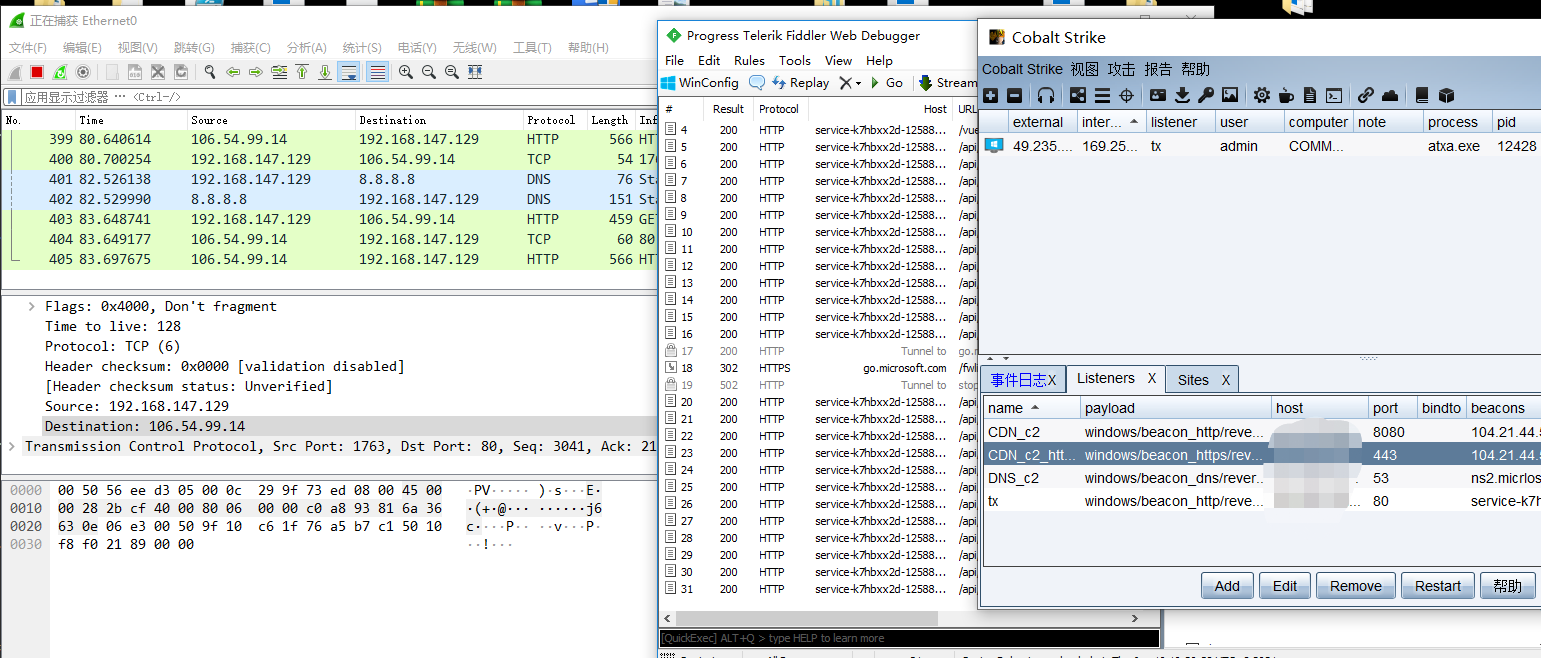 正在捕获 Ethernet0
文件(F) 编辑(E) 视图(V) 跳转(G) 捕获(C) 分析(A) 统计(S) 电话(Y) 无线(W) 工具(T) 帮助(H)
应用显示过滤器 … <Ctrl-/>
No. Time Source Destination Protocol Length Inf
399 80.640614 106.54.99.14 192.168.147.129 HTTP 566 HT
400 80.700254 192.168.147.129 106.54.99.14 TCP 54 176
401 82.526138 192.168.147.129 8.8.8.8 DNS 76 Sta
402 82.529990 8.8.8.8 192.168.147.129 DNS 151 Sta
403 83.648741 192.168.147.129 106.54.99.14 HTTP 459 GET
404 83.649177 106.54.99.14 192.168.147.129 TCP 60 80
405 83.697675 106.54.99.14 192.168.147.129 HTTP 566 HT
Flags: 0x4000, Don't fragment
Time to live: 128
Protocol: TCP (6)
Header checksum: 0x0000 [validation disabled]
[Header checksum status: Unverified]
Source: 192.168.147.129
Destination: 106.54.99.14
Transmission Control Protocol, Src Port: 1763, Dst Port: 80, Seq: 3041, Ack: 21
0000 00 50 56 ee d3 05 00 0c 29 9f 73 ed 08 00 45 00 ·PV····· )·s···E·
0010 00 28 2b cf 40 00 80 06 00 00 c0 a8 93 81 6a 36 ·(+·@··· ······j6
0020 63 0e 06 e3 00 50 9f 10 c6 1f 76 a5 b7 c1 50 10 c····P·· ··v···P·
0030 f8 f0 21 89 00 00 ··!···
Progress Telerik Fiddler Web Debugger
File Edit Rules Tools View Help
WinConfig Replay Go Stream
# Result Protocol Host URL
4 200 HTTP service-k7hbxx2d-12588... /vue
5 200 HTTP service-k7hbxx2d-12588... /api
6 200 HTTP service-k7hbxx2d-12588... /api
7 200 HTTP service-k7hbxx2d-12588... /api
8 200 HTTP service-k7hbxx2d-12588... /api
9 200 HTTP service-k7hbxx2d-12588... /api
10 200 HTTP service-k7hbxx2d-12588... /api
11 200 HTTP service-k7hbxx2d-12588... /api
12 200 HTTP service-k7hbxx2d-12588... /api
13 200 HTTP service-k7hbxx2d-12588... /api
14 200 HTTP service-k7hbxx2d-12588... /api
15 200 HTTP service-k7hbxx2d-12588... /api
16 200 HTTP service-k7hbxx2d-12588... /api
17 200 HTTP Tunnel to go.m
18 302 HTTPS go.microsoft.com /fwli
19 502 HTTP Tunnel to stop
20 200 HTTP service-k7hbxx2d-12588... /api
21 200 HTTP service-k7hbxx2d-12588... /api
22 200 HTTP service-k7hbxx2d-12588... /api
23 200 HTTP service-k7hbxx2d-12588... /api
24 200 HTTP service-k7hbxx2d-12588... /api
25 200 HTTP service-k7hbxx2d-12588... /api
26 200 HTTP service-k7hbxx2d-12588... /api
27 200 HTTP service-k7hbxx2d-12588... /api
28 200 HTTP service-k7hbxx2d-12588... /api
29 200 HTTP service-k7hbxx2d-12588... /api
30 200 HTTP service-k7hbxx2d-12588... /api
31 200 HTTP service-k7hbxx2d-12588... /api
[QuickExec] ALT+Q > type HELP to learn more
Cobalt Strike
Cobalt Strike 视图 攻击 报告 帮助
external inter... listener user computer note process pid
49.235.... 169.25... tx admin COMM... atxa.exe 12428
事件日志X Listeners X Sites X
name payload host port bindto beacons
CDN_c2 windows/beacon_http/reve... 8080 104.21.44.5
CDN_c2_htt... windows/beacon_https/rev... 443 104.21.44.5
DNS_c2 windows/beacon_dns/rever... 53 ns2.micrlos
tx windows/beacon_http/reve... 80 service-k7h
Add Edit Remove Restart 帮助